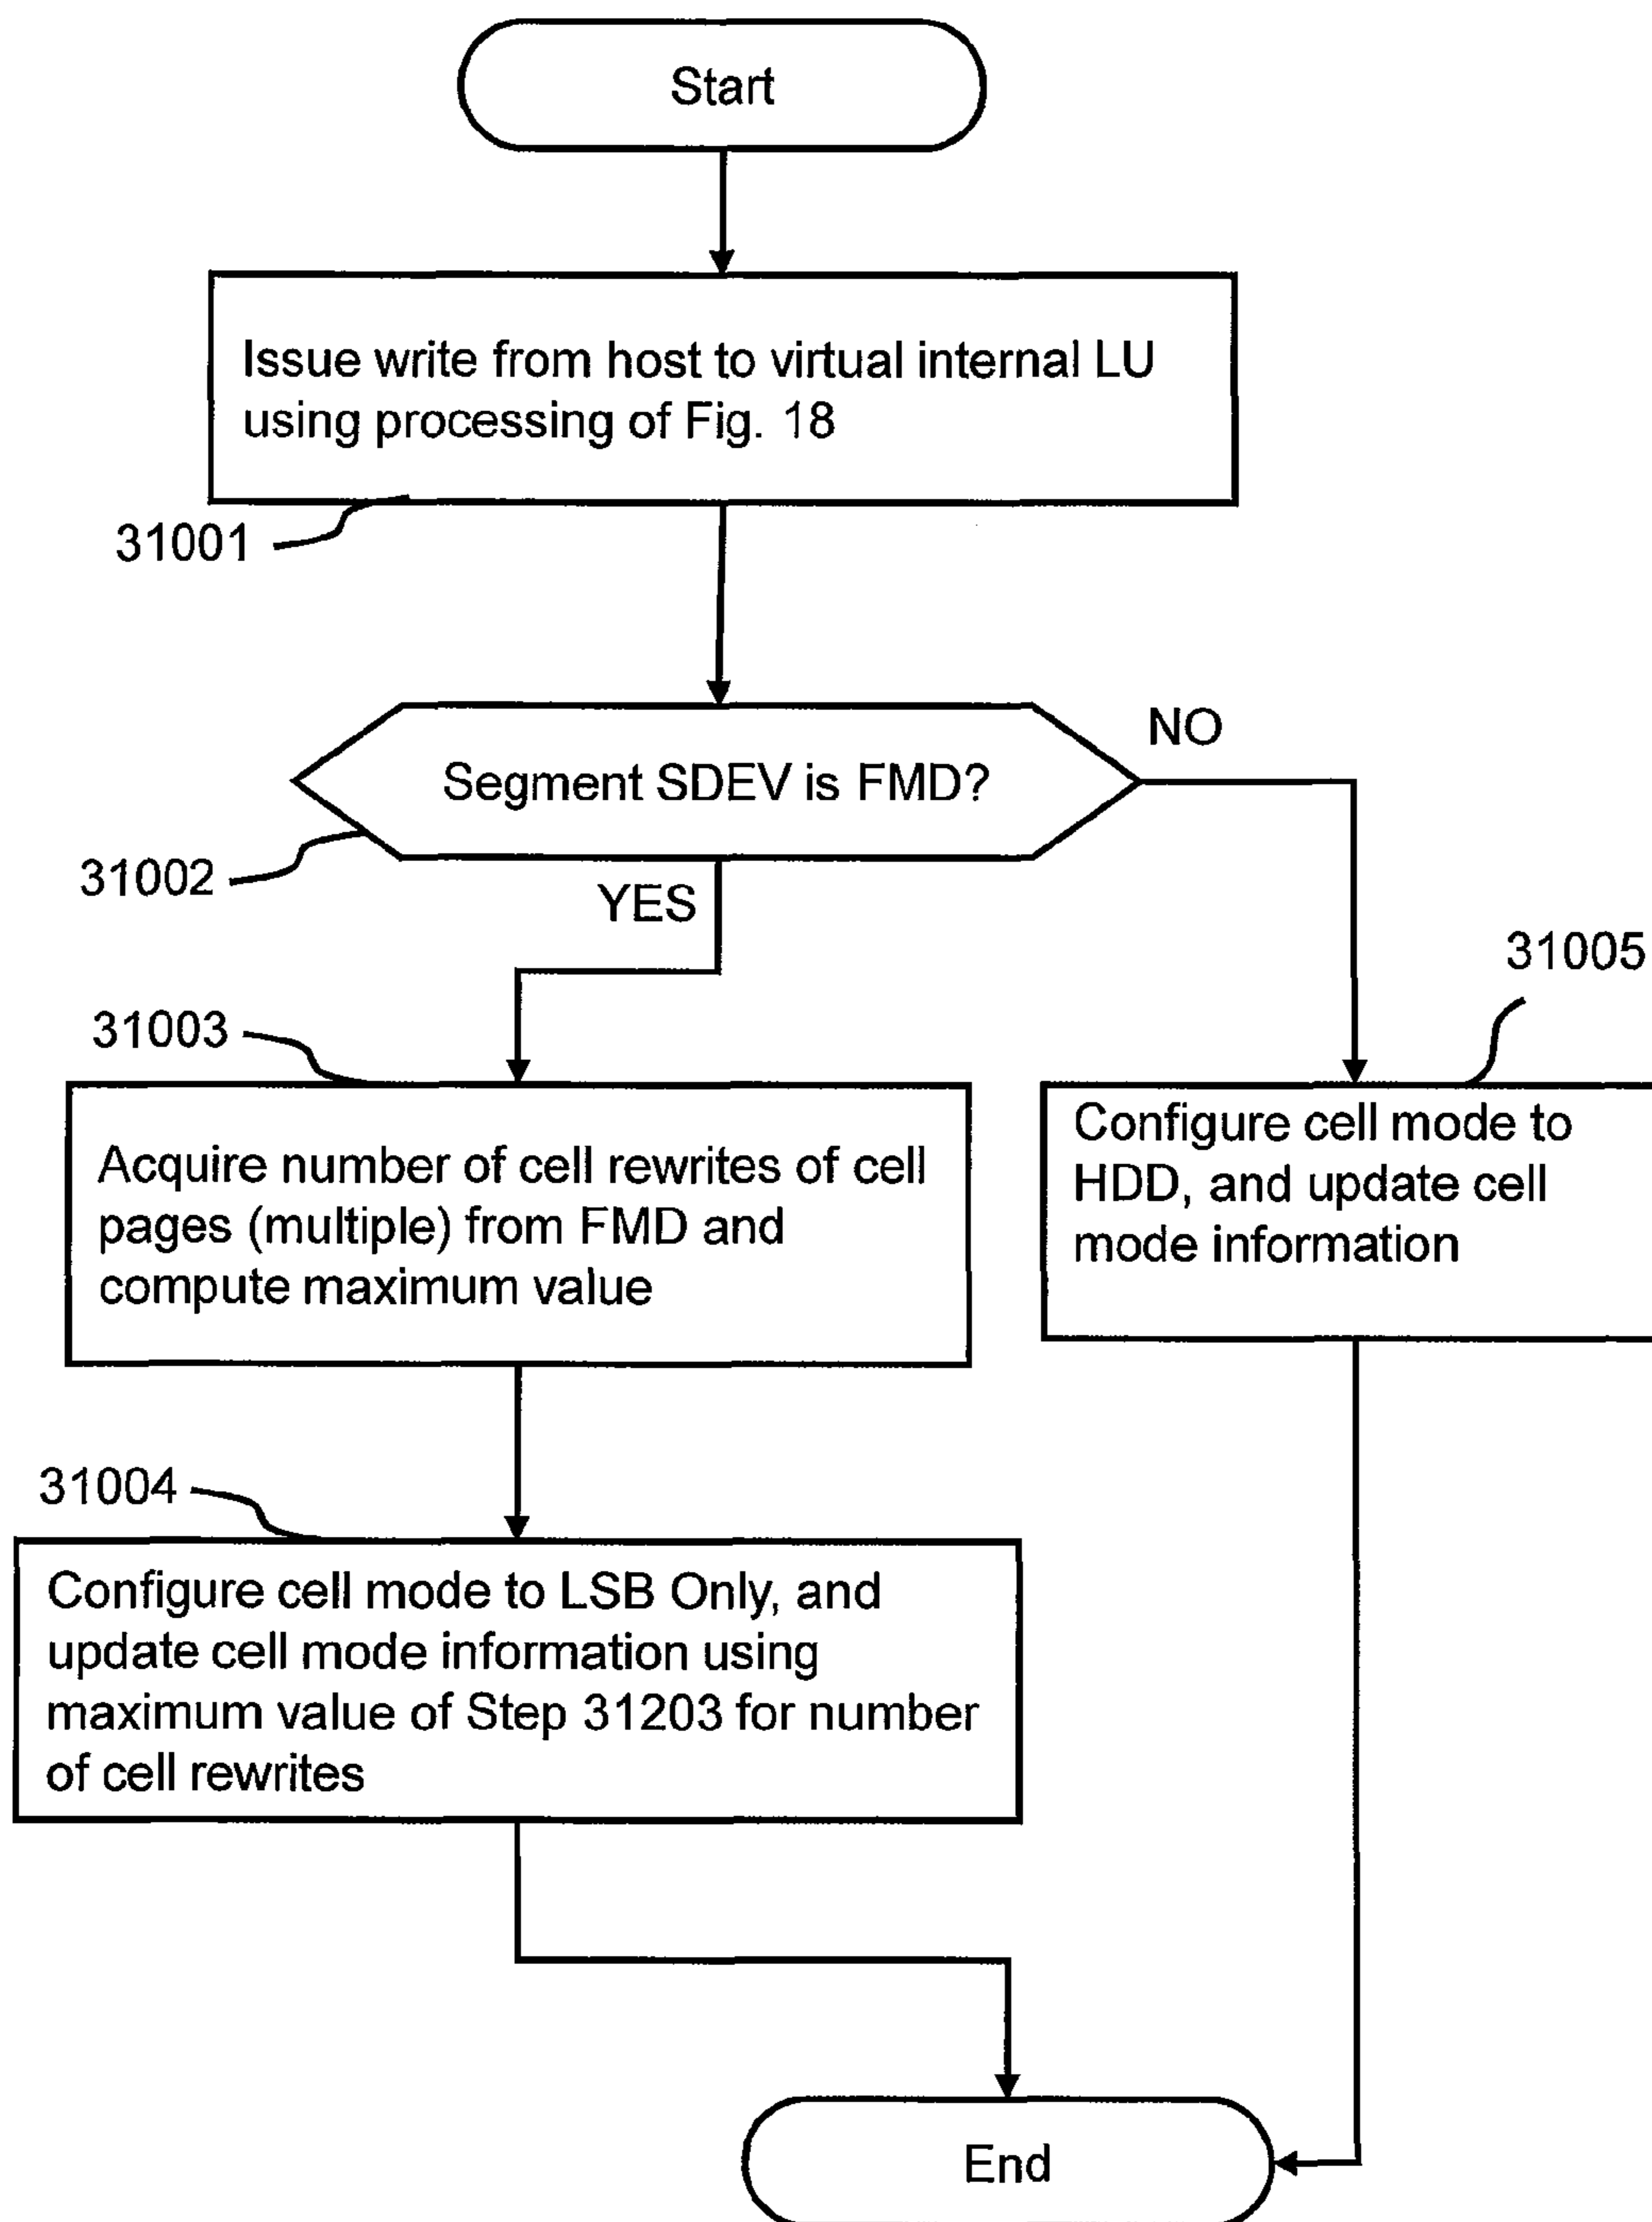 Start
Issue write from host to virtual internal LU
using processing of Fig. 18
31001
NO
Segment SDEV is FMD?
31002
YES
31005
31003
Acquire number of cell rewrites of cell
pages (multiple) from FMD and
compute maximum value
Configure cell mode to
HDD, and update cell
mode information
31004
Configure cell mode to LSB Only, and
update cell mode information using
maximum value of Step 31203 for number
of cell rewrites
End